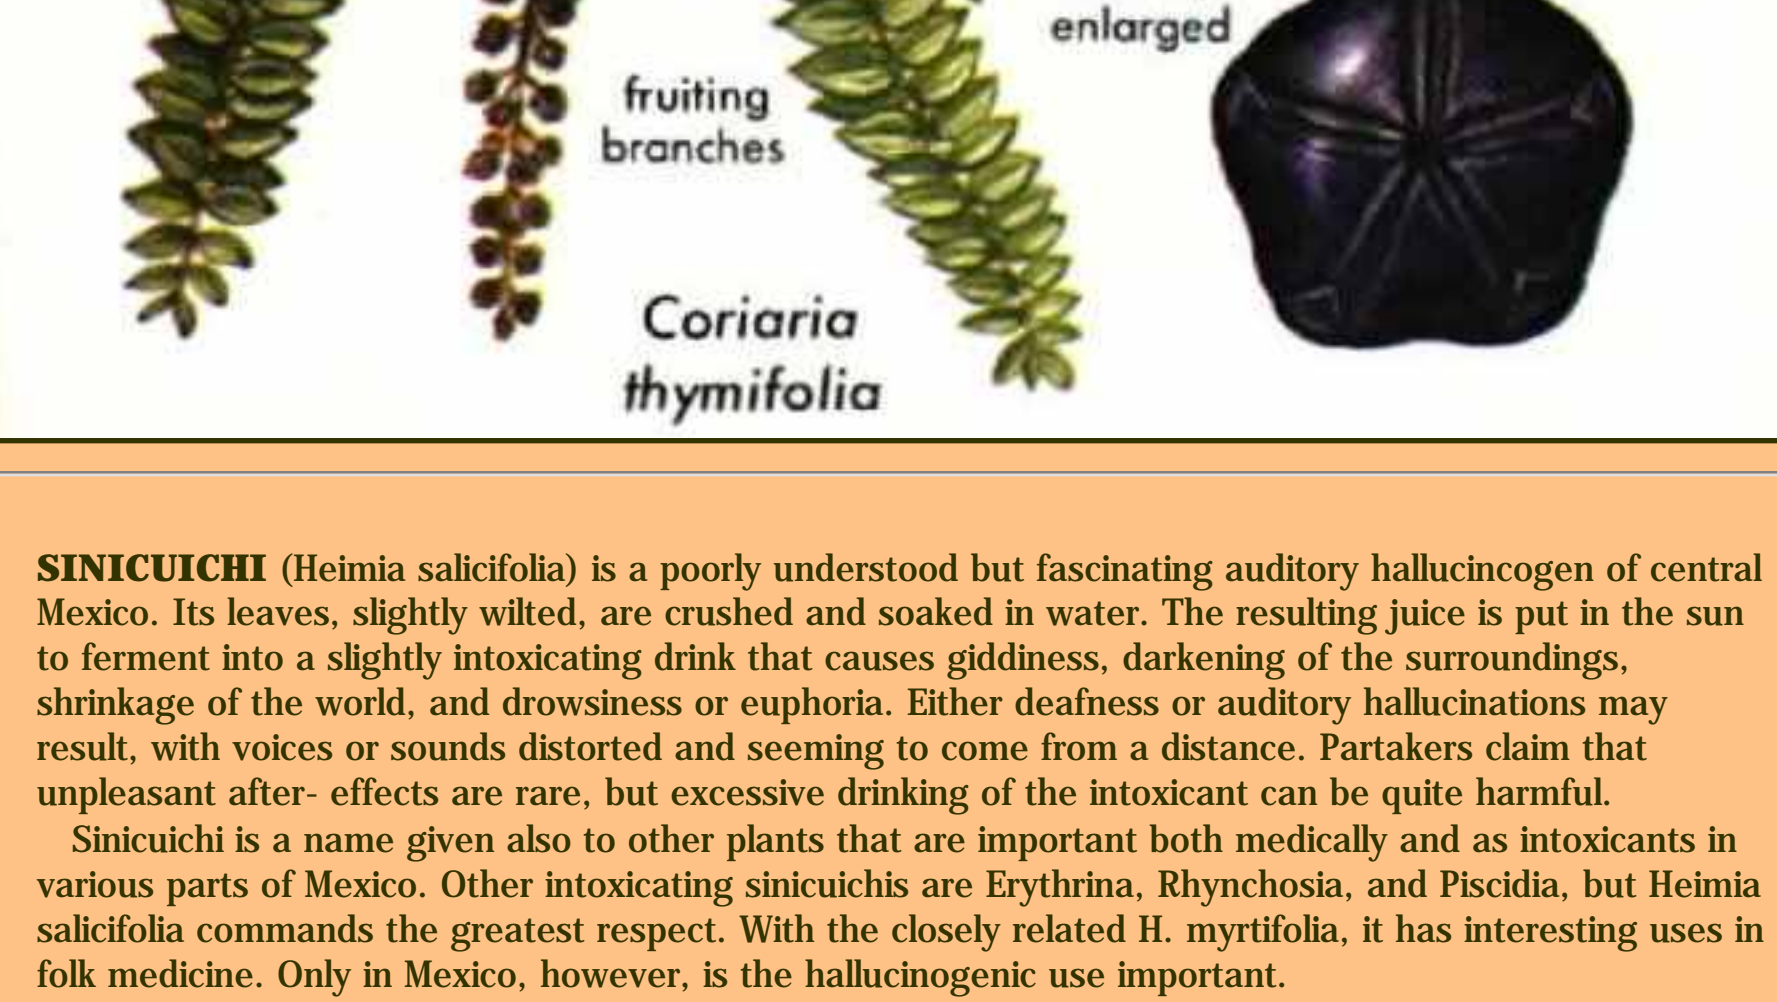 enlarged
fruiting
branches
Coriaria
thymifolia
SINICUICHI (Heimia salicifolia) is a poorly understood but fascinating auditory hallucincogen of central
Mexico. Its leaves, slightly wilted, are crushed and soaked in water. The resulting juice is put in the sun
to ferment into a slightly intoxicating drink that causes giddiness, darkening of the surroundings,
shrinkage of the world, and drowsiness or euphoria. Either deafness or auditory hallucinations may
result, with voices or sounds distorted and seeming to come from a distance. Partakers claim that
unpleasant after- effects are rare, but excessive drinking of the intoxicant can be quite harmful.
Sinicuichi is a name given also to other plants that are important both medically and as intoxicants in
various parts of Mexico. Other intoxicating sinicuichis are Erythrina, Rhynchosia, and Piscidia, but Heimia
salicifolia commands the greatest respect. With the closely related H. myrtifolia, it has interesting uses in
folk medicine. Only in Mexico, however, is the hallucinogenic use important.